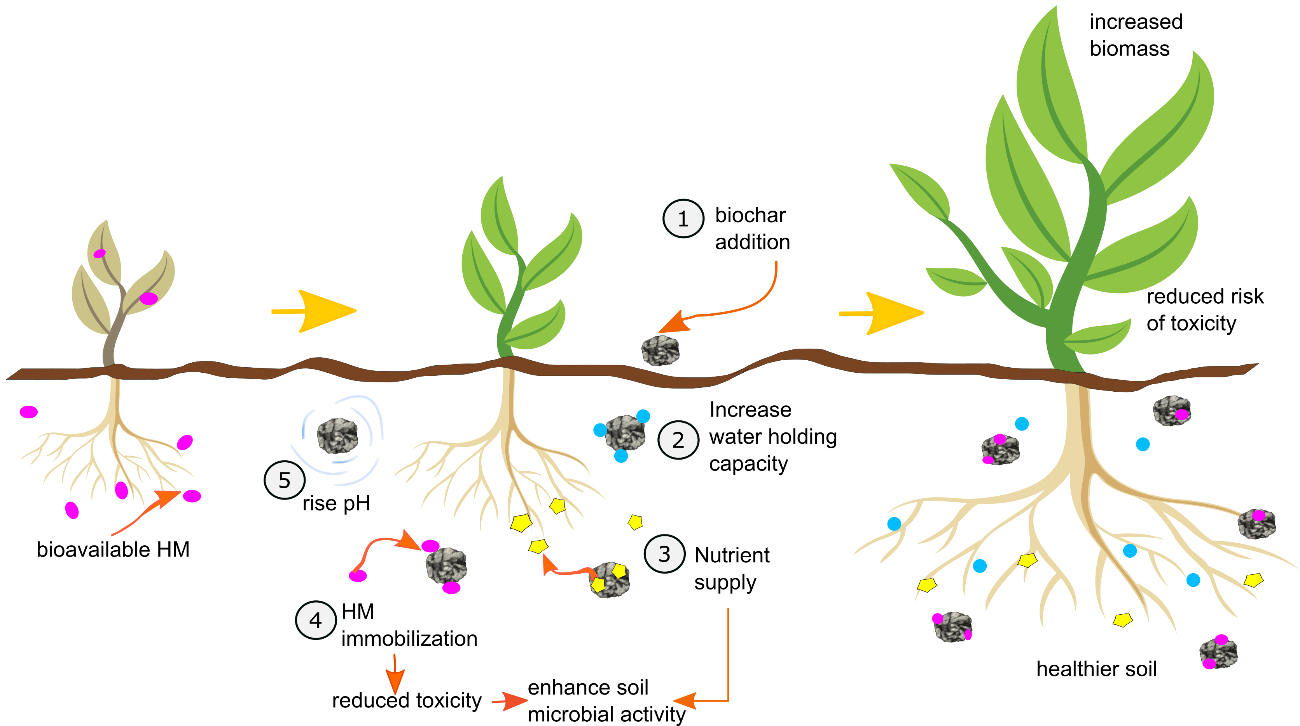 increased
biomass
1
biochar
addition
reduced risk
of toxicity
2
Increase
water holding
capacity
5
rise pH
bioavailable HM
3
Nutrient
supply
4
HM
immobilization
healthier soil
reduced toxicity
enhance soil
microbial activity